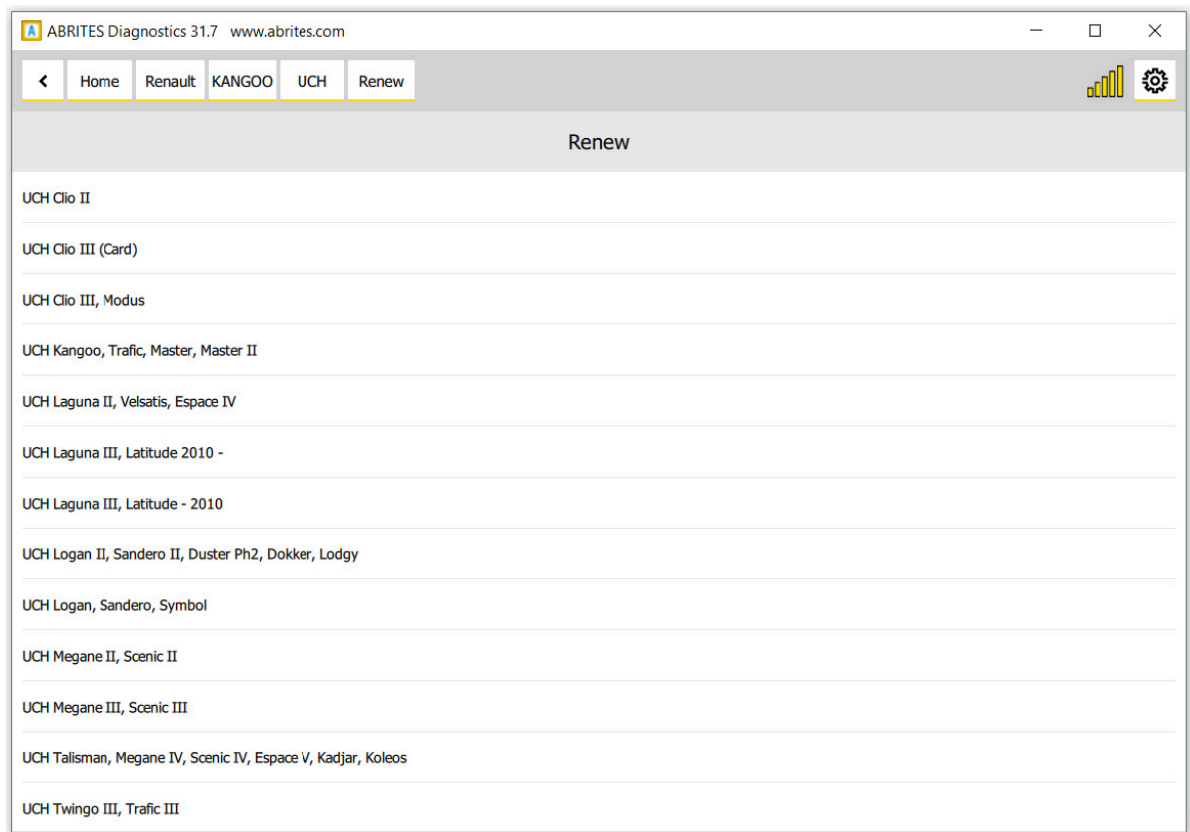 ABRITES Diagnostics 31.7 www.abrites.com
Home Renault KANGOO UCH Renew
Renew
UCH Clio II
UCH Clio III (Card)
UCH Clio III, Modus
UCH Kangoo, Trafic, Master, Master II
UCH Laguna II, Velsatis, Espace IV
UCH Laguna III, Latitude 2010 -
UCH Laguna III, Latitude - 2010
UCH Logan II, Sandero II, Duster Ph2, Dokker, Lodgy
UCH Logan, Sandero, Symbol
UCH Megane II, Scenic II
UCH Megane III, Scenic III
UCH Talisman, Megane IV, Scenic IV, Espace V, Kadjar, Koleos
UCH Twingo III, Trafic III